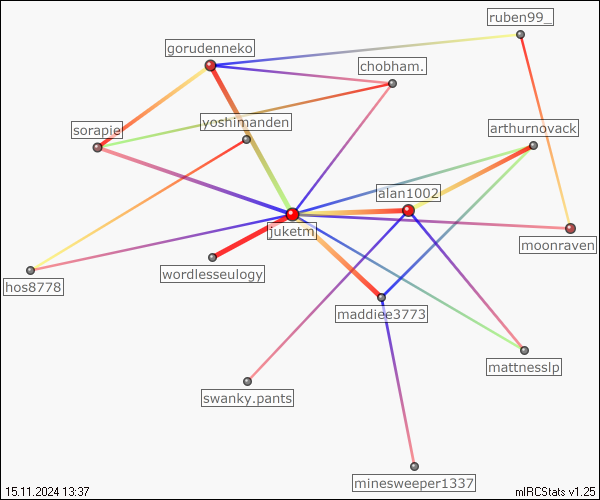 ruben99_
gorudenneko
chobham.
yoshimanden
sorapie
arthurnovack
alan1002
juketm
moonraven
wordlesseulogy
hos8778
maddiee3773
mattnesslp
swanky.pants
minesweeper1337
15.11.2024 13:37
mIRCStats v1.25